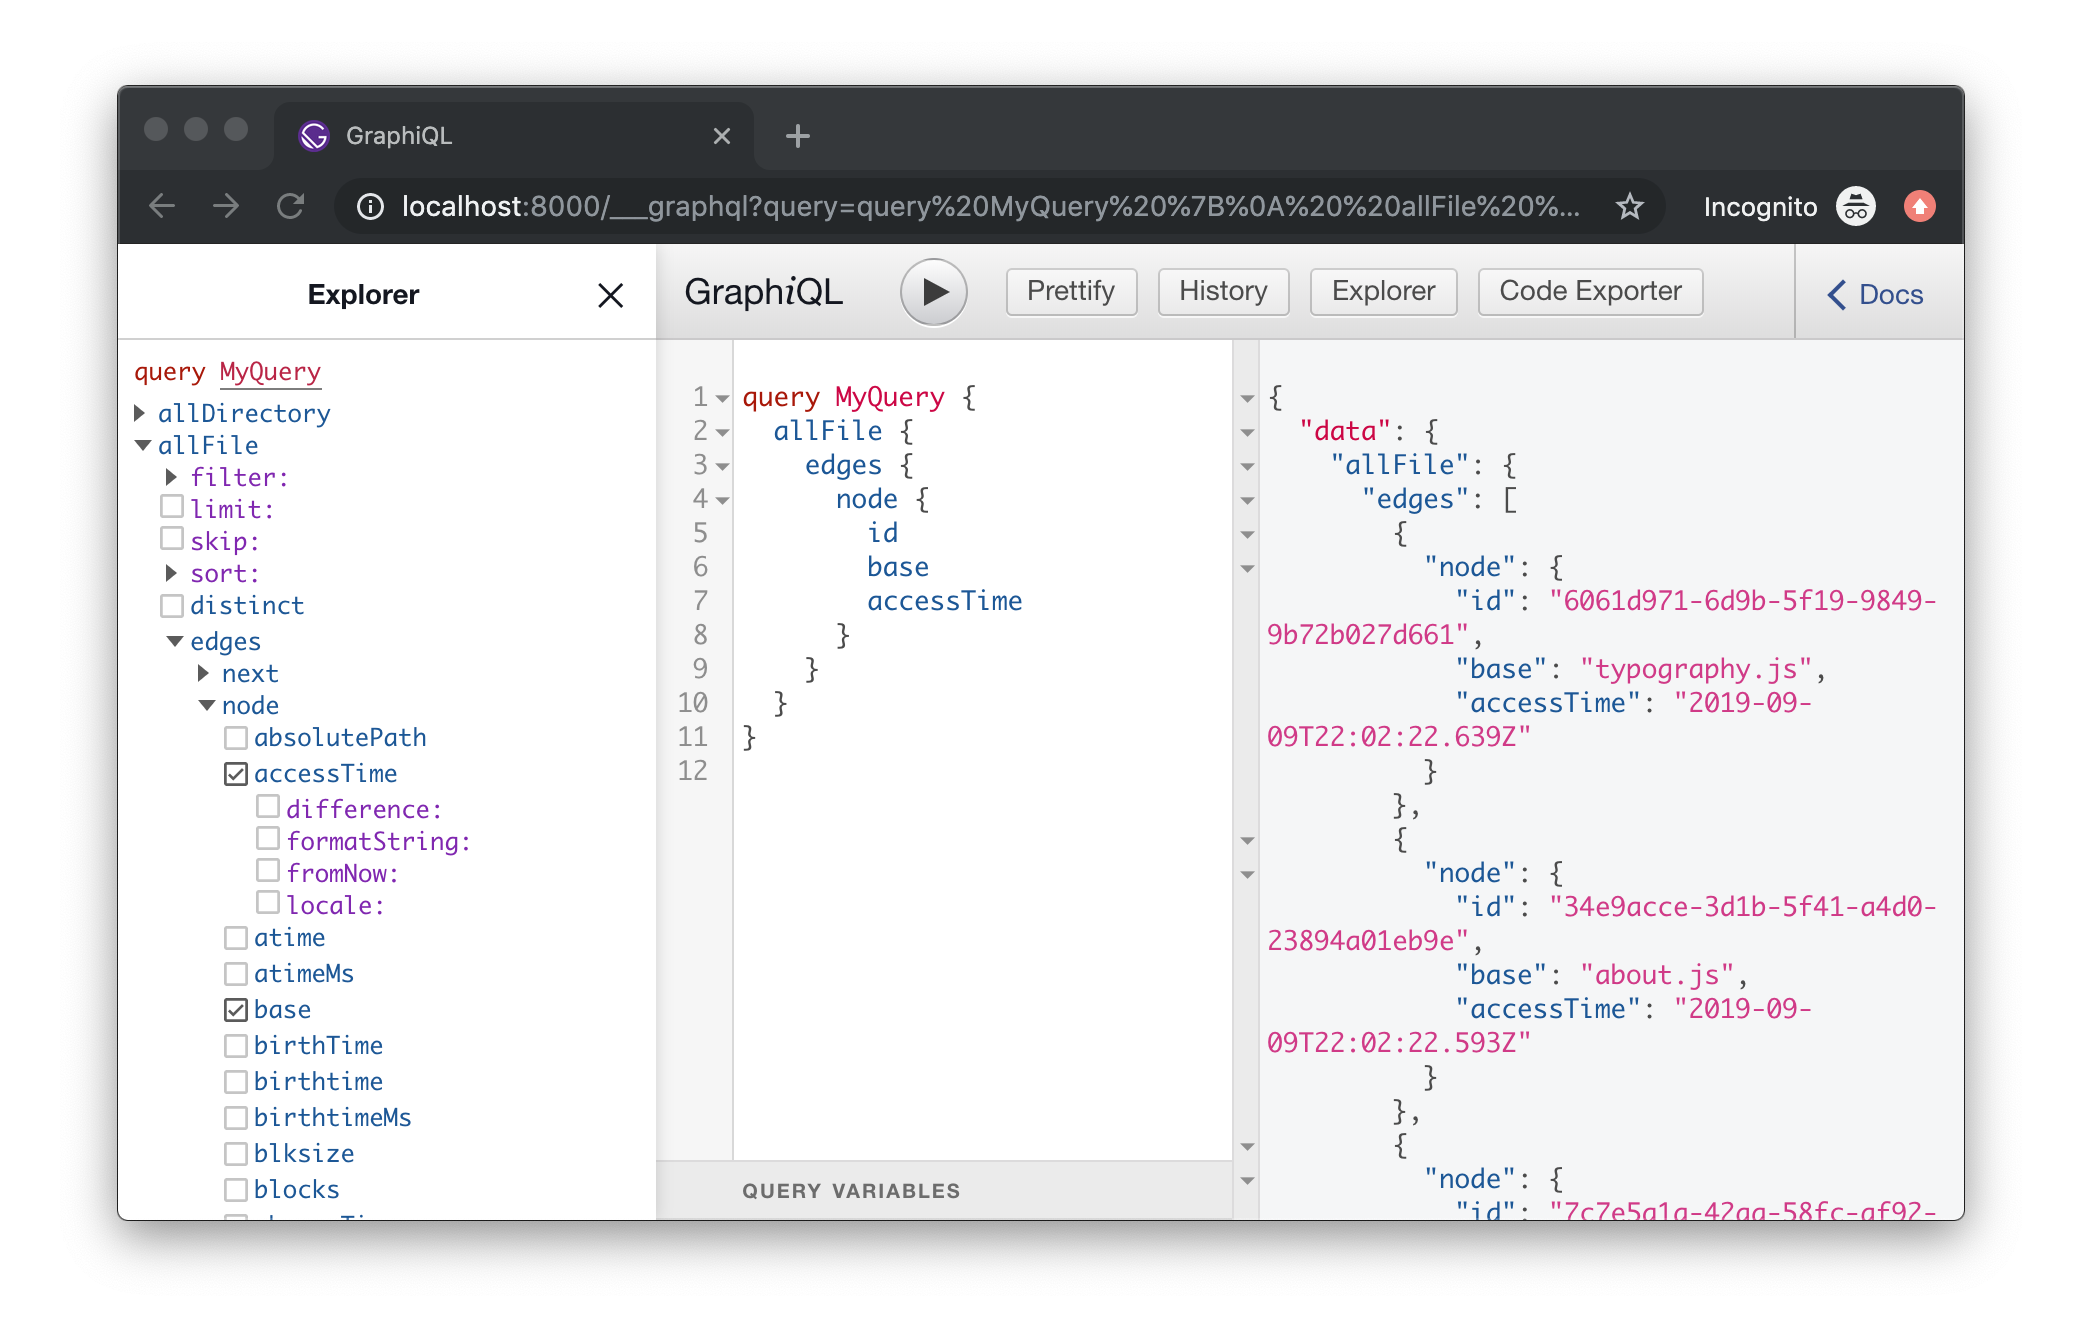 GraphiQL
localhost:8000/___graphql?query=query%20MyQuery%20%7B%0A%20%20allFile%20%...
Incognito
Explorer
query MyQuery
allDirectory
allFile
filter:
limit:
skip:
sort:
distinct
edges
next
node
absolutePath
accessTime
difference:
formatString:
fromNow:
locale:
atime
atimeMs
base
birthTime
birthtime
birthtimeMs
blksize
blocks
GraphiQL
Prettify
History
Explorer
Code Exporter
Docs
1 query MyQuery {
2 allFile {
3 edges {
4 node {
5 id
6 base
7 accessTime
8 }
9 }
10 }
11 }
12
QUERY VARIABLES
{
"data": {
"allFile": {
"edges": [
{
"node": {
"id": "6061d971-6d9b-5f19-9849-
9b72b027d661",
"base": "typography.js",
"accessTime": "2019-09-
09T22:02:22.639Z"
}
},
{
"node": {
"id": "34e9acce-3d1b-5f41-a4d0-
23894a01eb9e",
"base": "about.js",
"accessTime": "2019-09-
09T22:02:22.593Z"
}
},
{
"node": {
"id": "7c7e5a1a-42aa-58fc-af92-